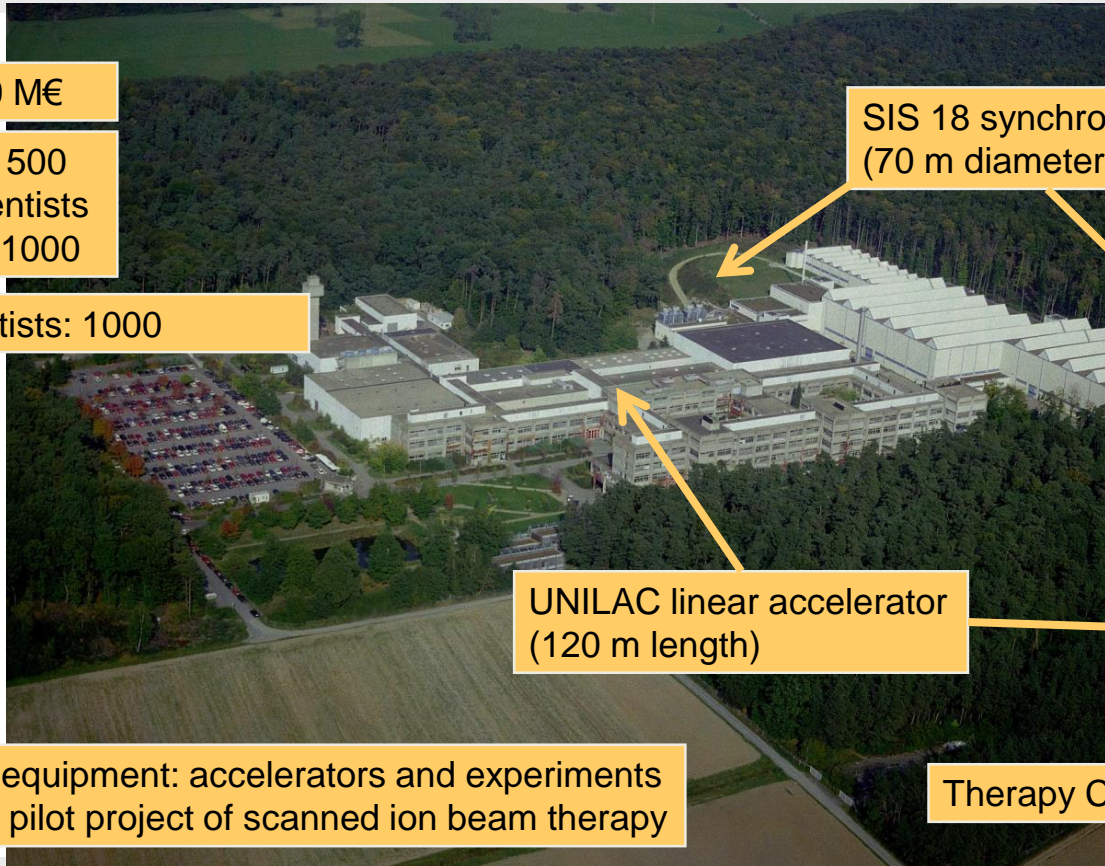 0 M€
500
entists
1000
tists: 1000
SIS 18 synchro
(70 m diameter
UNILAC linear accelerator
(120 m length)
equipment: accelerators and experiments
pilot project of scanned ion beam therapy
Therapy C